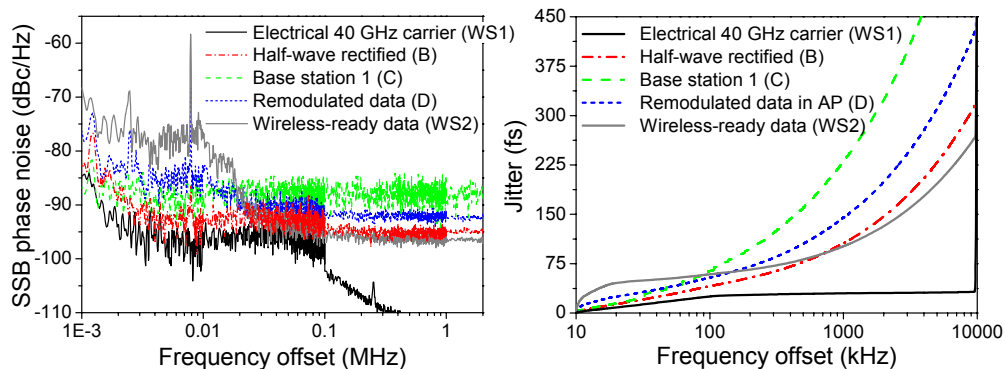 SSB phase noise (dBc/Hz)
-60
-70
-80
-90
-100
-110
1E-3
0.01
0.1
1
Frequency offset (MHz)
Electrical 40 GHz carrier (WS1)
Half-wave rectified (B)
Base station 1 (C)
Remodulated data (D)
Wireless-ready data (WS2)
Jitter (fs)
450
375
300
225
150
75
0
10
100
1000
10000
Frequency offset (kHz)
Electrical 40 GHz carrier (WS1)
Half-wave rectified (B)
Base station 1 (C)
Remodulated data in AP (D)
Wireless-ready data (WS2)